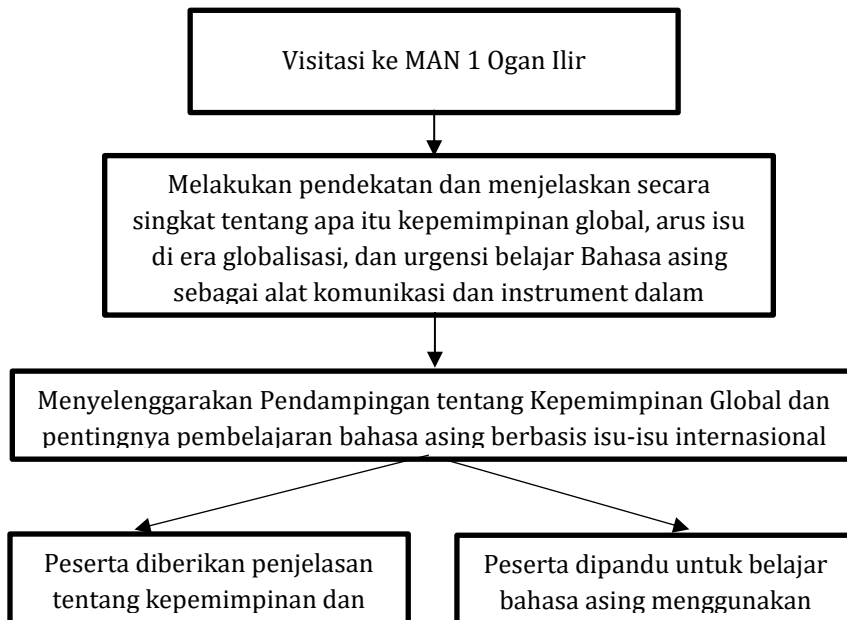 Visitasi ke MAN 1 Ogan Ilir
Melakukan pendekatan dan menjelaskan secara
singkat tentang apa itu kepemimpinan global, arus isu
di era globalisasi, dan urgensi belajar Bahasa asing
sebagai alat komunikasi dan instrument dalam
Menyelenggarakan Pendampingan tentang Kepemimpinan Global dan
pentingnya pembelajaran bahasa asing berbasis isu-isu internasional
Peserta diberikan penjelasan
tentang kepemimpinan dan
Peserta dipandu untuk belajar
bahasa asing menggunakan